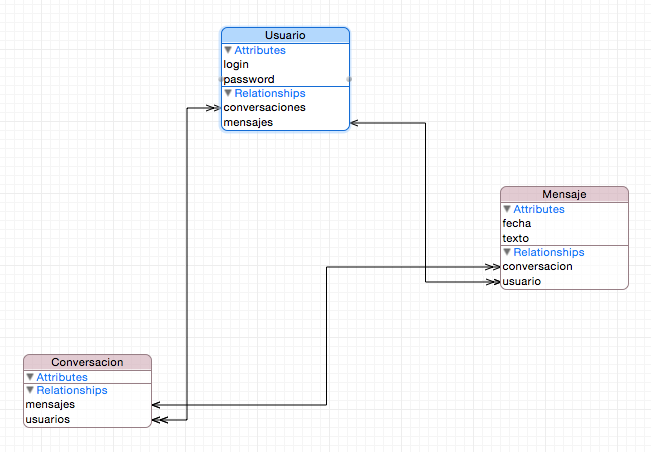 Usuario
Attributes
login
password
Relationships
conversaciones
mensajes
Mensaje
Attributes
fecha
texto
Relationships
conversacion
usuario
Conversacion
Attributes
Relationships
mensajes
usuarios